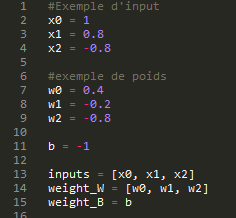 1 #Exemple d'input
2 x0 = 1
3 x1 = 0.8
4 x2 = -0.8
5
6 #exemple de poids
7 w0 = 0.4
8 w1 = -0.2
9 w2 = -0.8
10
11 b = -1
12
13 inputs = [x0, x1, x2]
14 weight_W = [w0, w1, w2]
15 weight_B = b
16